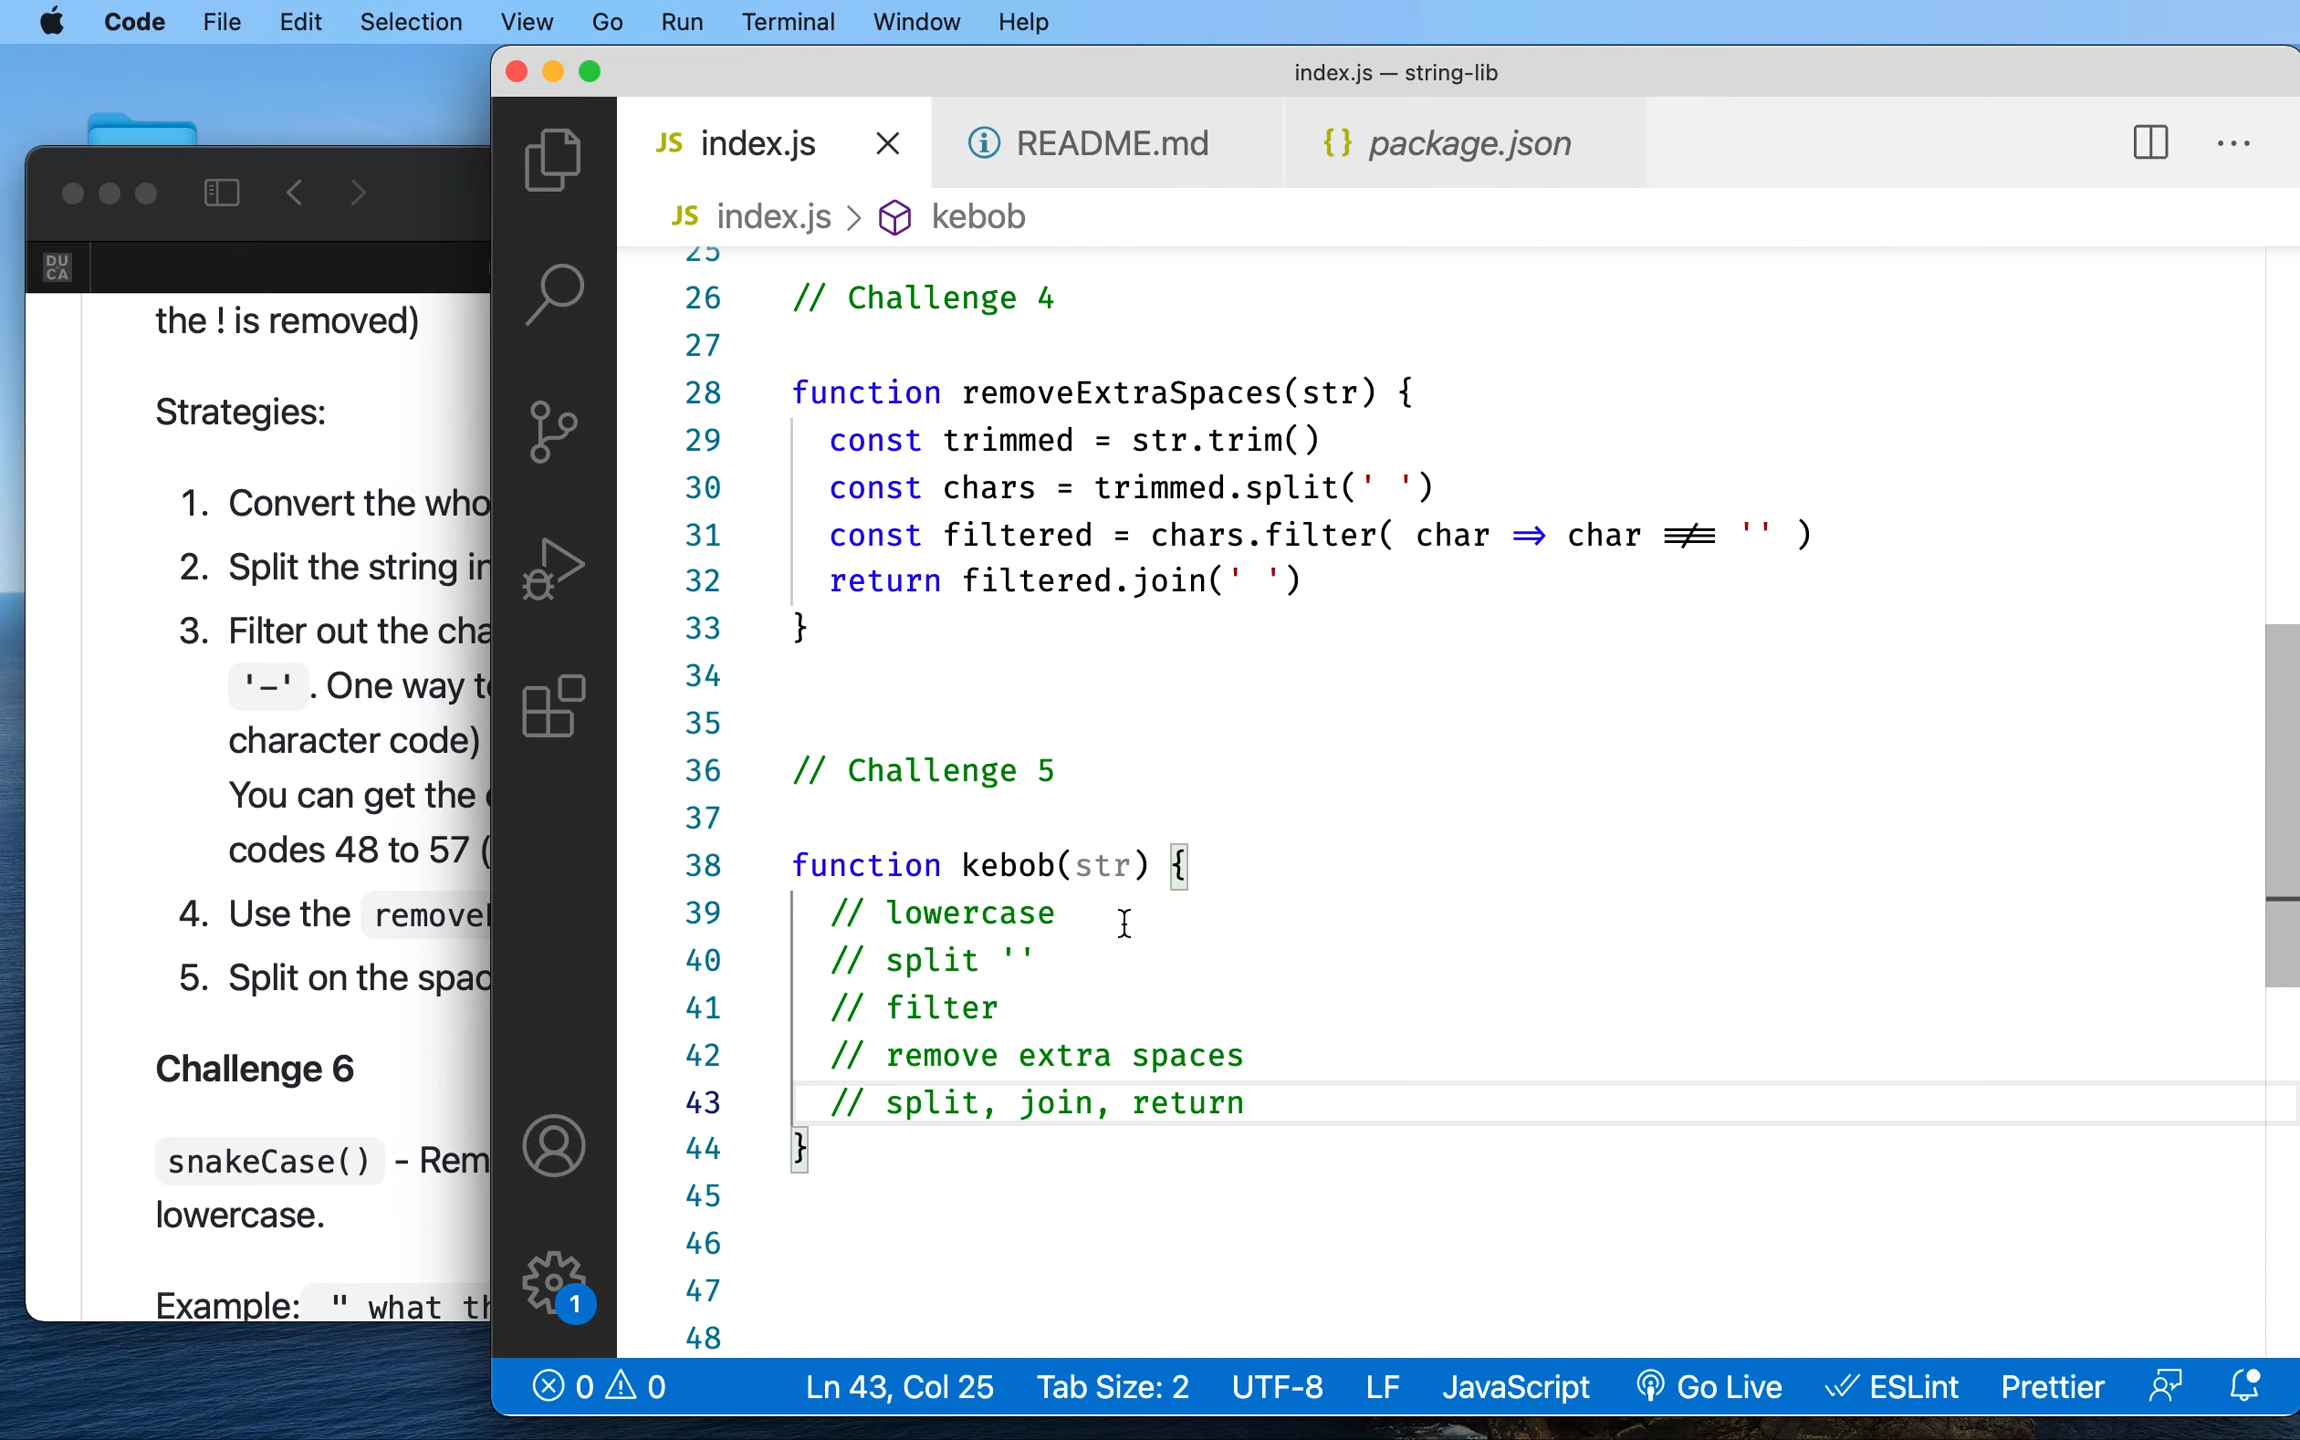 Code File Edit Selection View Go Run Terminal Window Help
index.js — string-lib
JS index.js README.md {} package.json
JS index.js > kebob
DU
CA
the ! is removed)
Strategies:
1. Convert the who
2. Split the string in
3. Filter out the cha
'-' . One way to
character code)
You can get the
codes 48 to 57 (
4. Use the remove
5. Split on the spac
Challenge 6
snakeCase() - Rem
lowercase.
Example: " what th
25
26 // Challenge 4
27
28 function removeExtraSpaces(str) {
29 const trimmed = str.trim()
30 const chars = trimmed.split(' ')
31 const filtered = chars.filter( char => char !== '' )
32 return filtered.join(' ')
33 }
34
35
36 // Challenge 5
37
38 function kebob(str) {
39 // lowercase
40 // split ''
41 // filter
42 // remove extra spaces
43 // split, join, return
44 }
45
46
47
48
1
0 0 Ln 43, Col 25 Tab Size: 2 UTF-8 LF JavaScript Go Live ESLint Prettier